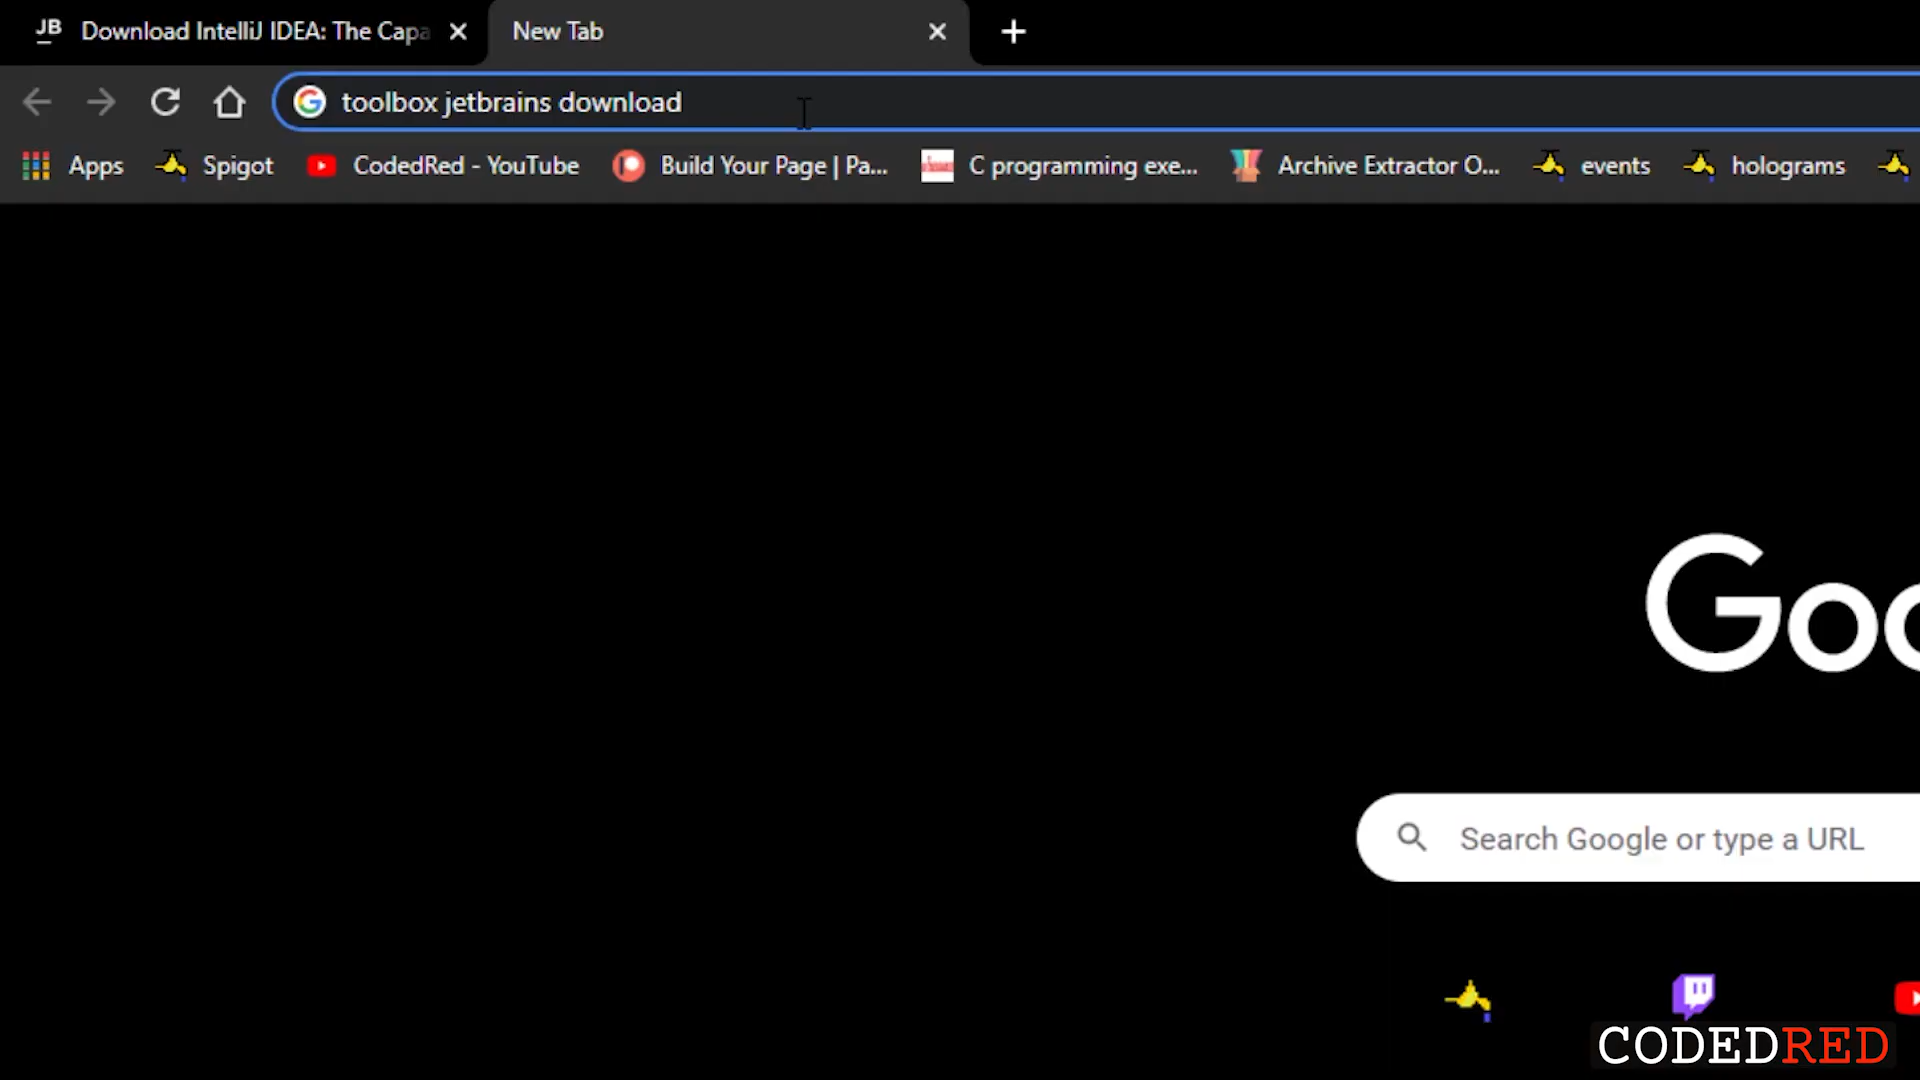 JB Download IntelliJ IDEA: The Capa
New Tab
toolbox jetbrains download
Apps Spigot CodedRed - YouTube Build Your Page | Pa... C programming exe... Archive Extractor O... events holograms
Goo
Search Google or type a URL
CODEDRED